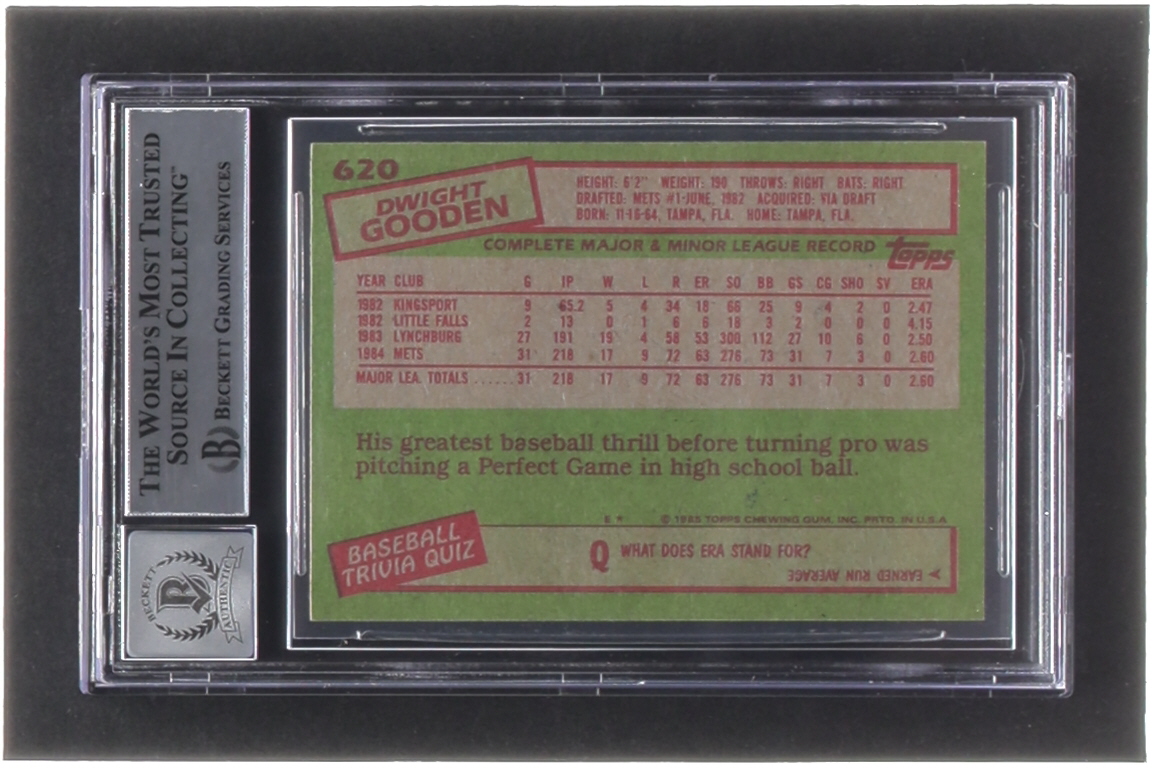 THE WORLD'S MOST TRUSTED
SOURCE IN COLLECTING™
B BECKETT GRADING SERVICES
BECKETT
AUTHENTIC
620
DWIGHT
GOODEN
HEIGHT: 6'2" WEIGHT: 190 THROWS: RIGHT BATS: RIGHT
DRAFTED: METS #1-JUNE, 1982 ACQUIRED: VIA DRAFT
BORN: 11-16-64, TAMPA, FLA. HOME: TAMPA, FLA.
COMPLETE MAJOR & MINOR LEAGUE RECORD
topps
YEAR CLUB G IP W L R ER SO BB GS CG SHO SV ERA
1982 KINGSPORT 9 65.2 5 4 34 18 66 25 9 4 2 0 2.47
1982 LITTLE FALLS 2 13 0 1 6 6 18 3 2 0 0 0 4.15
1983 LYNCHBURG 27 191 19 4 58 53 300 112 27 10 6 0 2.50
1984 METS 31 218 17 9 72 63 276 73 31 7 3 0 2.60
MAJOR LEA. TOTALS ...... 31 218 17 9 72 63 276 73 31 7 3 0 2.60
His greatest baseball thrill before turning pro was
pitching a Perfect Game in high school ball.
© 1985 TOPPS CHEWING GUM, INC. PRTD. IN U.S.A.
BASEBALL
TRIVIA QUIZ
Q WHAT DOES ERA STAND FOR?
EARNED RUN AVERAGE